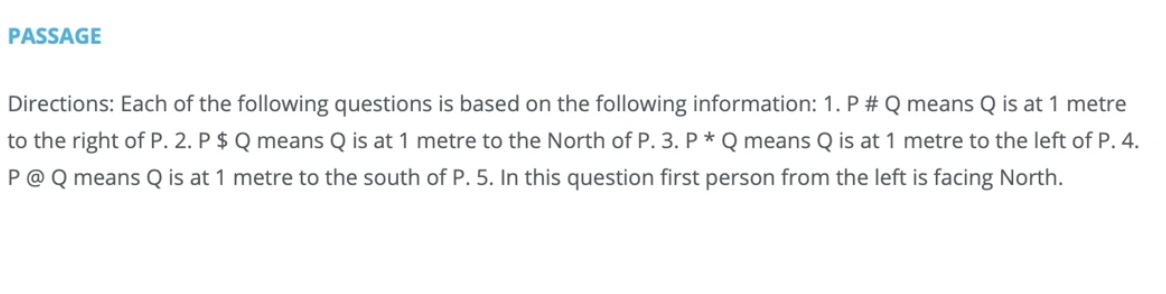 PASSAGE
Directions: Each of the following questions is based on the following information: 1. P # Q means Q is at 1 metre
to the right of P. 2. P $ Q means Q is at 1 metre to the North of P. 3. P * Q means Q is at 1 metre to the left of P. 4.
P @ Q means Q is at 1 metre to the south of P. 5. In this question first person from the left is facing North.